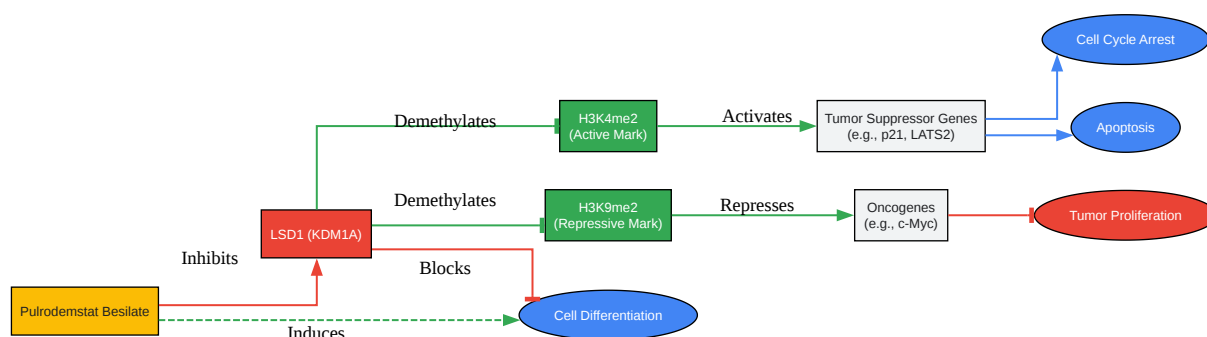 Cell Cycle Arrest
Demethylates
H3K4me2
(Active Mark)
Activates
Tumor Suppressor Genes
(e.g., p21, LATS2)
Apoptosis
Demethylates
H3K9me2
(Repressive Mark)
Represses
Oncogenes
(e.g., c-Myc)
Tumor Proliferation
LSD1 (KDM1A)
Inhibits
Blocks
Pulrodemstat Besilate
Cell Differentiation
Induces